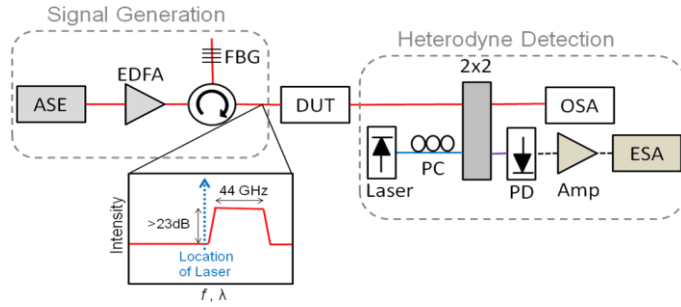 Signal Generation
Heterodyne Detection
FBG
EDFA
2x2
ASE
DUT
OSA
ESA
Laser
PC
PD
Amp
44 GHz
>23dB
Intensity
Location
of Laser
f , λ